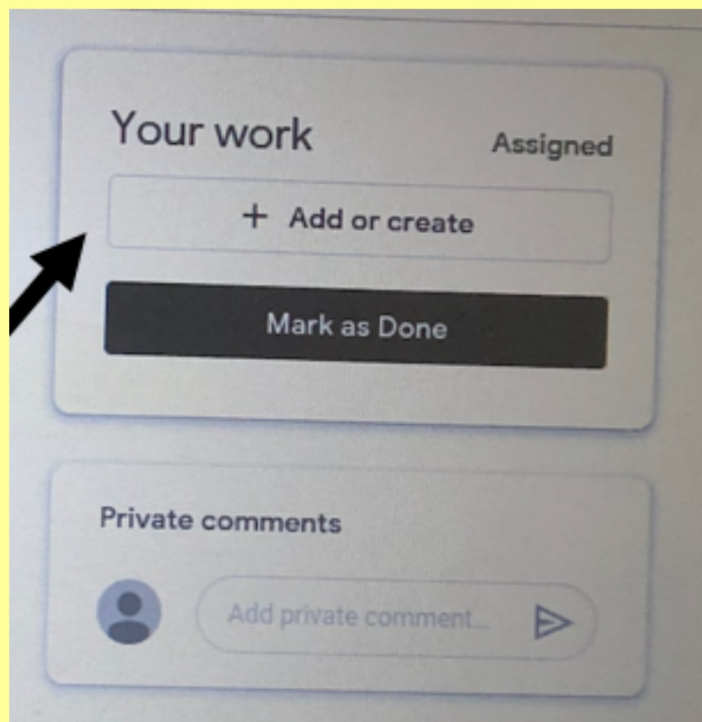 Your work
Assigned
+ Add or create
Mark as Done
Private comments
Add private comment...